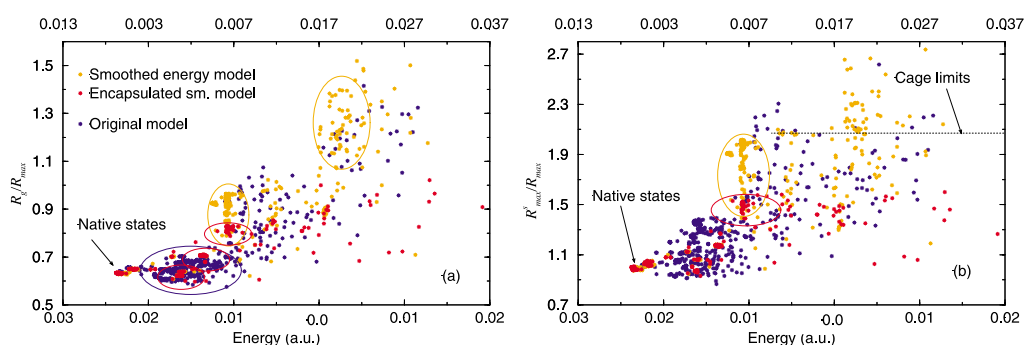 0.013 0.003 0.007 0.017 0.027 0.037
1.5
1.3
1.1
0.9
0.7
0.5
Rg/Rmax
Smoothed energy model
Encapsulated sm. model
Original model
Native states
(a)
0.03 0.02 0.01 0.0 0.01 0.02
Energy (a.u.)
0.013 0.003 0.007 0.017 0.027 0.037
2.7
2.3
1.9
1.5
1.1
0.7
R^s_max/R_max
Cage limits
Native states
(b)
0.03 0.02 0.01 0.0 0.01 0.02
Energy (a.u.)